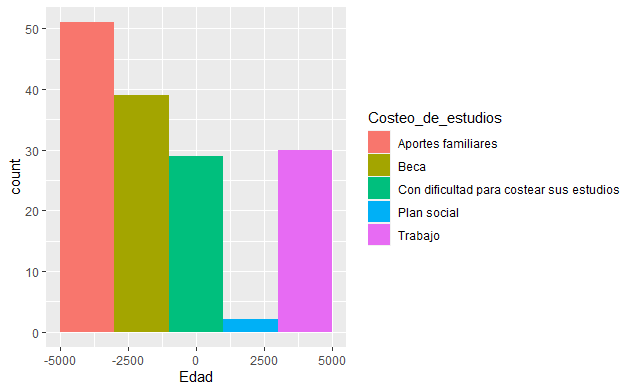 50
40
30
20
10
0
count
-5000
-2500
0
2500
5000
Edad
Costeo_de_estudios
Aportes familiares
Beca
Con dificultad para costear sus estudios
Plan social
Trabajo